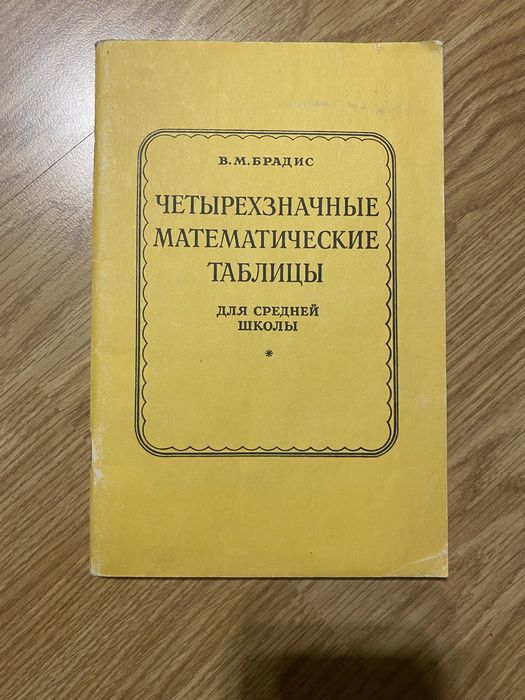 В. М. БРАДИС
ЧЕТЫРЕХЗНАЧНЫЕ
МАТЕМАТИЧЕСКИЕ
ТАБЛИЦЫ
ДЛЯ СРЕДНЕЙ
ШКОЛЫ
*